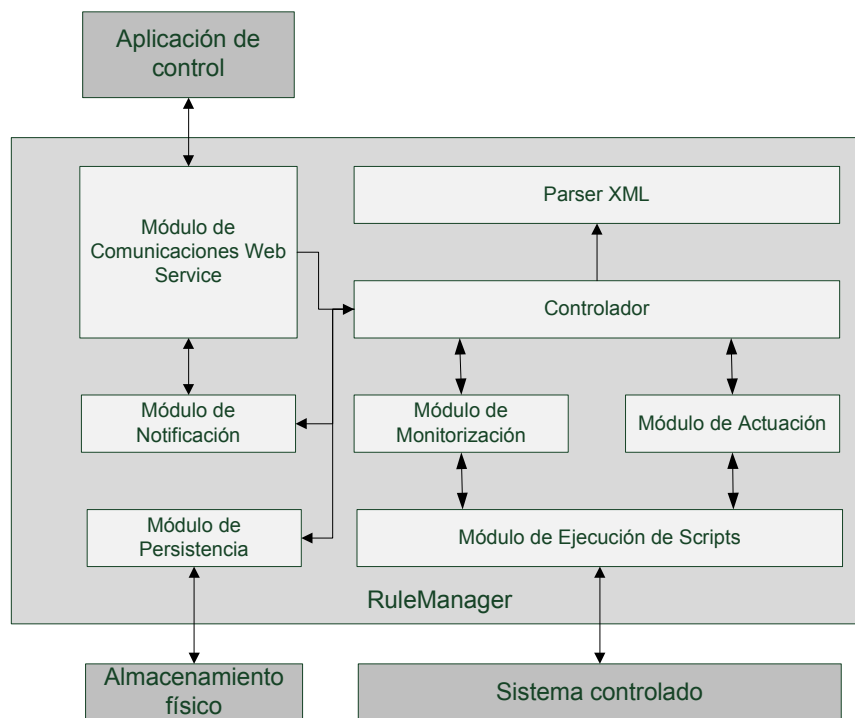 Aplicación de
control
Módulo de
Comunicaciones Web
Service
Parser XML
Controlador
Módulo de
Notificación
Módulo de
Monitorización
Módulo de Actuación
Módulo de
Persistencia
Módulo de Ejecución de Scripts
RuleManager
Almacenamiento
físico
Sistema controlado